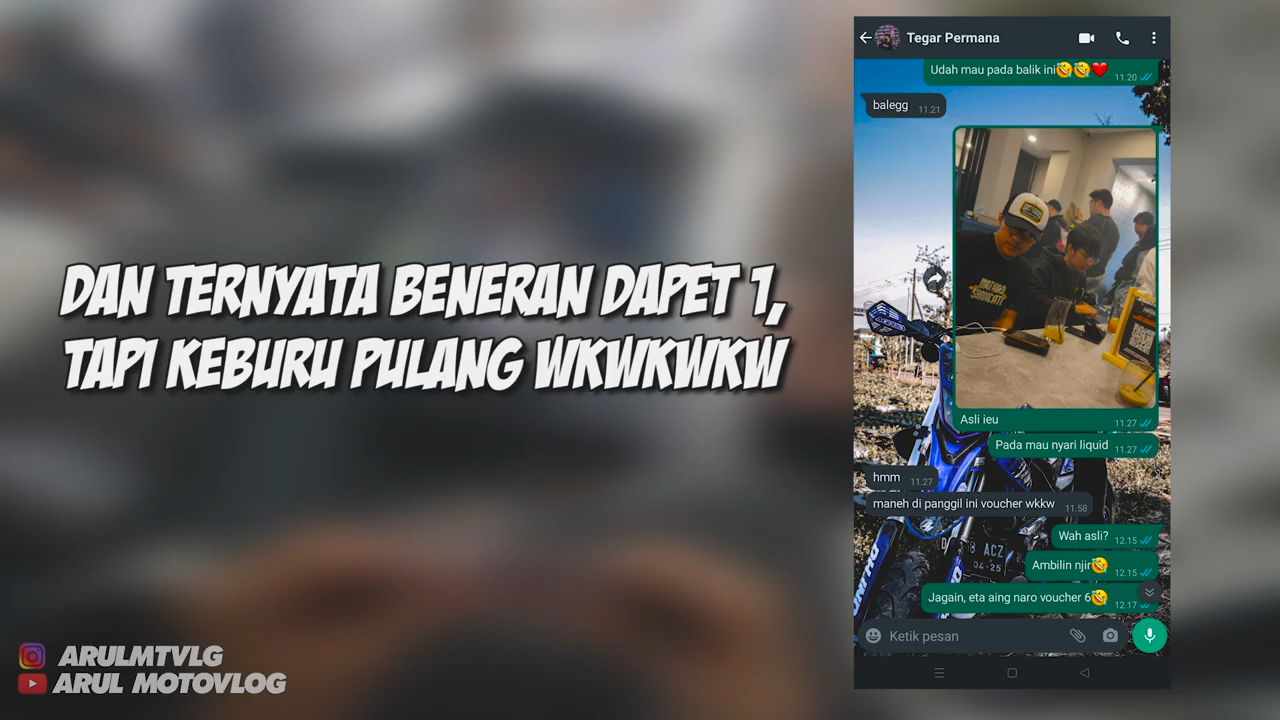 DAN TERNYATA BENERAN DAPET 1,
TAPI KEBURU PULANG WKWKWKW
ARULMTVLG
ARUL MOTOVLOG
Tegar Permana
Udah mau pada balik ini🤣🤣❤️ 11.20
balegg 11.21
Asli ieu 11.27
Pada mau nyari liquid 11.27
hmm 11.27
maneh di panggil ini voucher wkkw 11.58
Wah asli? 12.15
Ambilin njir🤣 12.15
Jagain, eta aing naro voucher 6🤣 12.17
Ketik pesan
ACERBIS
ACZ